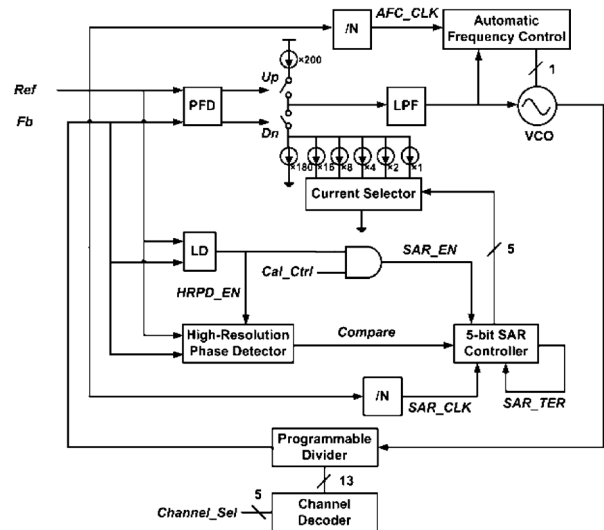 /N
AFC_CLK
Automatic
Frequency Control
×200
Up
1
Ref
PFD
LPF
VCO
Fb
Dn
×180
×16
×8
×4
×2
×1
Current Selector
5
LD
Cal_Ctrl
SAR_EN
HRPD_EN
High-Resolution
Phase Detector
Compare
5-bit SAR
Controller
/N
SAR_CLK
SAR_TER
Programmable
Divider
13
Channel_Sel
5
Channel
Decoder